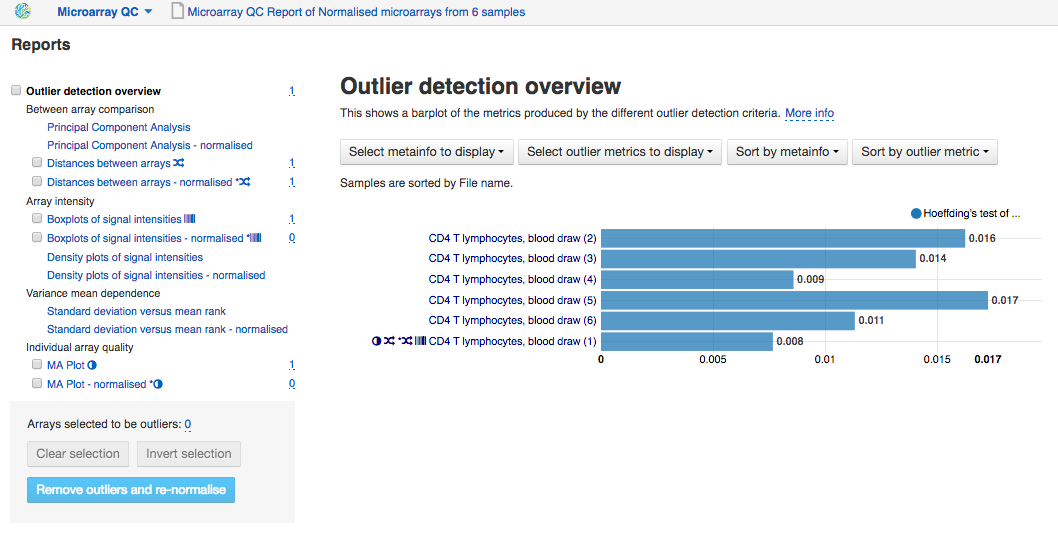 Microarray QC Microarray QC Report of Normalised microarrays from 6 samples
Reports
Outlier detection overview 1
Between array comparison
Principal Component Analysis
Principal Component Analysis - normalised
Distances between arrays 1
Distances between arrays - normalised * 1
Array intensity
Boxplots of signal intensities 1
Boxplots of signal intensities - normalised * 0
Density plots of signal intensities
Density plots of signal intensities - normalised
Variance mean dependence
Standard deviation versus mean rank
Standard deviation versus mean rank - normalised
Individual array quality
MA Plot 1
MA Plot - normalised * 0
Arrays selected to be outliers: 0
Clear selection Invert selection
Remove outliers and re-normalise
Outlier detection overview
This shows a barplot of the metrics produced by the different outlier detection criteria. More info
Select metainfo to display Select outlier metrics to display Sort by metainfo Sort by outlier metric
Samples are sorted by File name.
Hoeffding's test of ...
CD4 T lymphocytes, blood draw (2) 0.016
CD4 T lymphocytes, blood draw (3) 0.014
CD4 T lymphocytes, blood draw (4) 0.009
CD4 T lymphocytes, blood draw (5) 0.017
CD4 T lymphocytes, blood draw (6) 0.011
* CD4 T lymphocytes, blood draw (1) 0.008
0 0.005 0.01 0.015 0.017